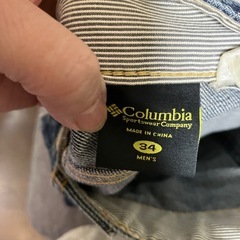 Columbia
Sportswear Company
MADE IN CHINA
34
MEN'S